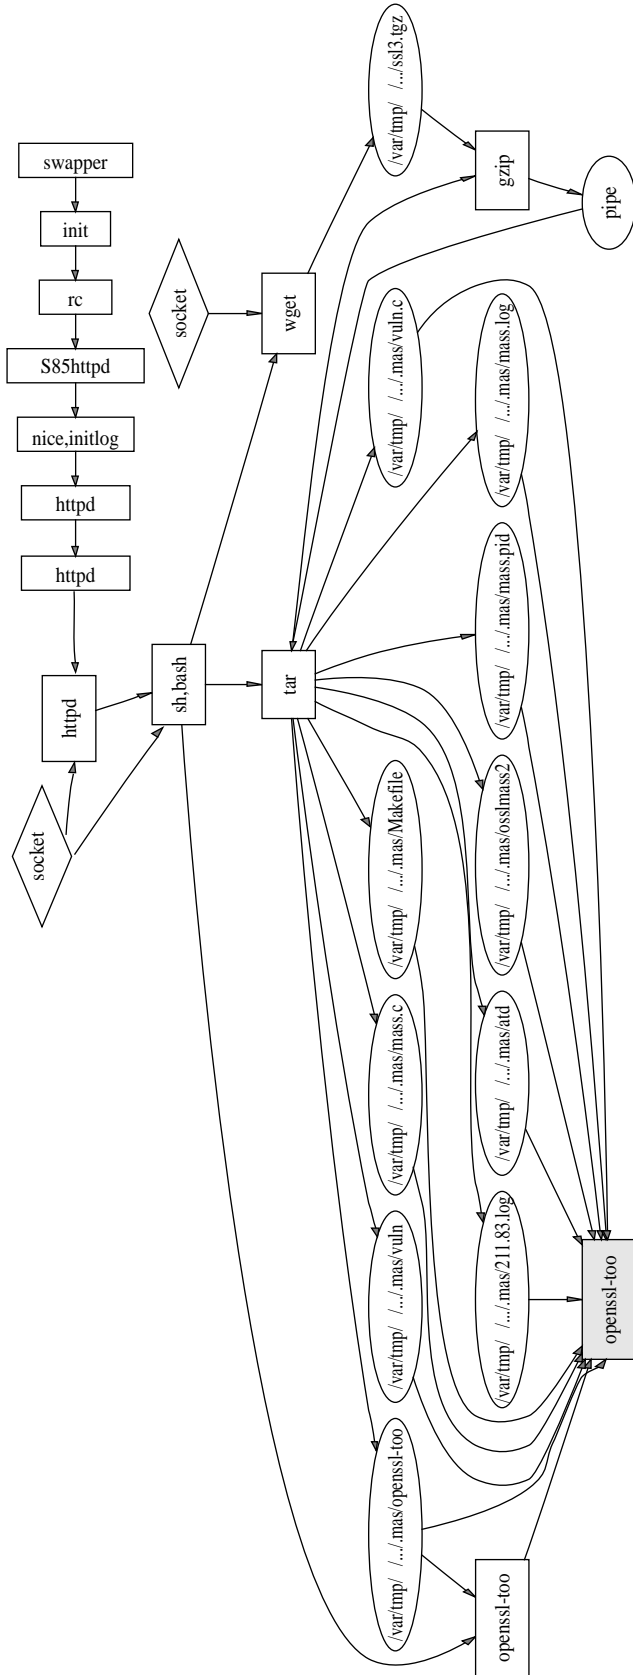 swapper
init
rc
S85httpd
nice,initlog
httpd
httpd
httpd
socket
sh,bash
socket
wget
tar
/var/tmp/   /.../ssl3.tgz
gzip
pipe
/var/tmp/   /.../.mas/vuln.c
/var/tmp/   /.../.mas/mass.log
/var/tmp/   /.../.mas/mass.pid
/var/tmp/   /.../.mas/Makefile
/var/tmp/   /.../.mas/osslmass2
/var/tmp/   /.../.mas/mass.c
/var/tmp/   /.../.mas/atd
/var/tmp/   /.../.mas/vuln
/var/tmp/   /.../.mas/211.83.log
/var/tmp/   /.../.mas/openssl-too
openssl-too
openssl-too